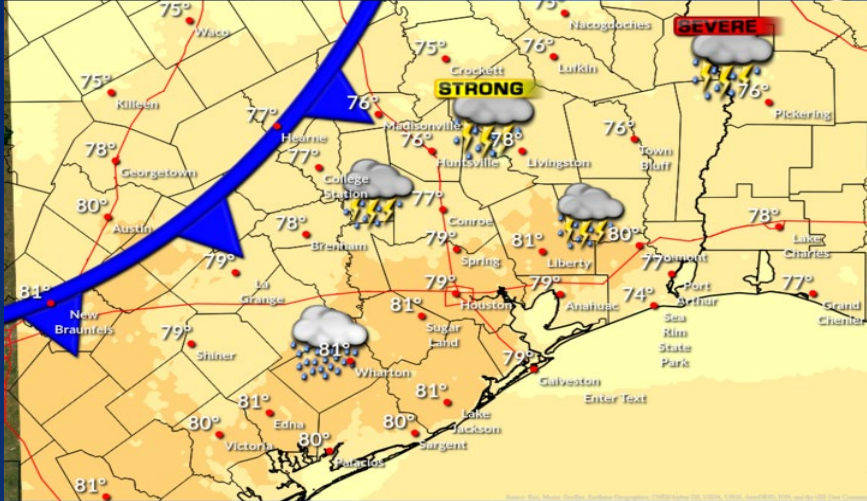 75°
Waco
75°
Nacogdoches
SEVERE
75°
Crockett
76°
Lufkin
STRONG
75°
Killeen
76°
Pickering
77°
Hearne
76°
Madisonville
78°
Georgetown
77°
College
Station
76°
Huntsville
78°
Livingston
76°
Town
Bluff
80°
Austin
78°
Brenham
77°
Conroe
79°
Spring
81°
Liberty
80°
78°
Lake
Charles
79°
La
Grange
77°
Port
Arthur
81°
New
Braunfels
79°
Houston
79°
Anahuac
74°
Sea
Rim
State
Park
77°
Grand
81°
Sugar
Land
79°
Shiner
81°
Wharton
79°
Galveston
Enter Text
81°
Edna
81°
Lake
Jackson
80°
Victoria
80°
Palacios
80°
Sargent
81°